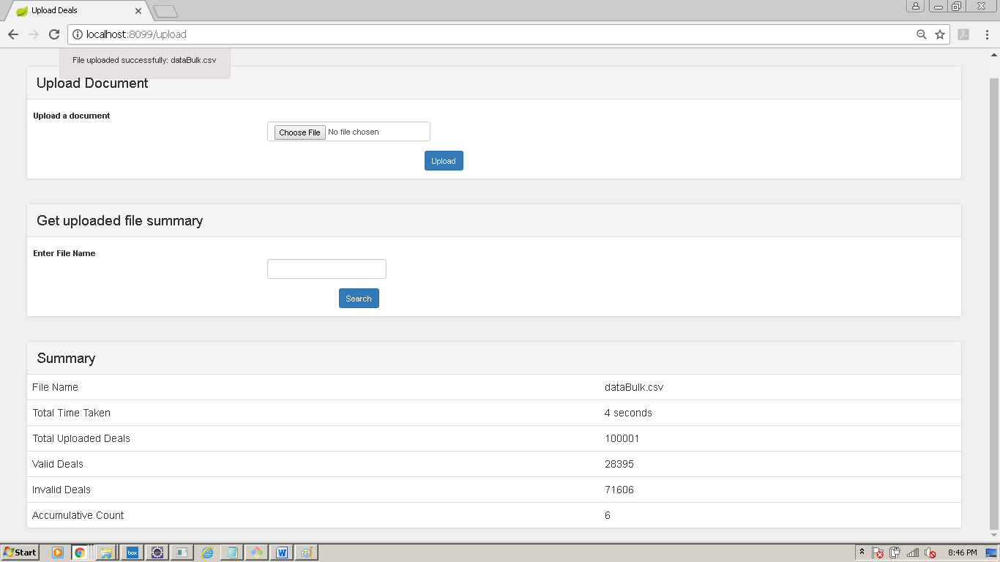 Upload Deals
localhost:8099/upload
File uploaded successfully: dataBulk.csv
Upload Document
Upload a document
Choose File No file chosen
Upload
Get uploaded file summary
Enter File Name
Search
Summary
File Name dataBulk.csv
Total Time Taken 4 seconds
Total Uploaded Deals 100001
Valid Deals 28395
Invalid Deals 71606
Accumulative Count 6
Start box W 8:46 PM